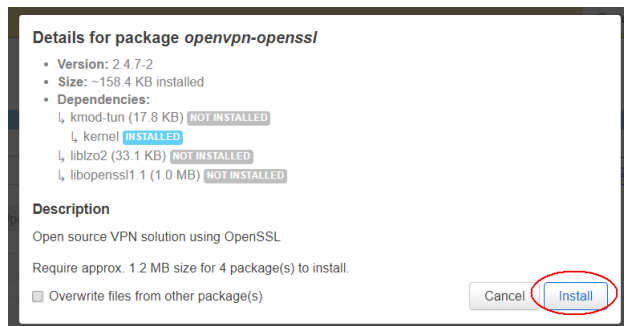 Details for package openvpn-openssl
• Version: 2.4.7-2
• Size: ~158.4 KB installed
• Dependencies:
↳ kmod-tun (17.8 KB) NOT INSTALLED
↳ kernel INSTALLED
↳ liblzo2 (33.1 KB) NOT INSTALLED
↳ libopenssl1.1 (1.0 MB) NOT INSTALLED
Description
Open source VPN solution using OpenSSL
Require approx. 1.2 MB size for 4 package(s) to install.
Overwrite files from other package(s)
Cancel
Install